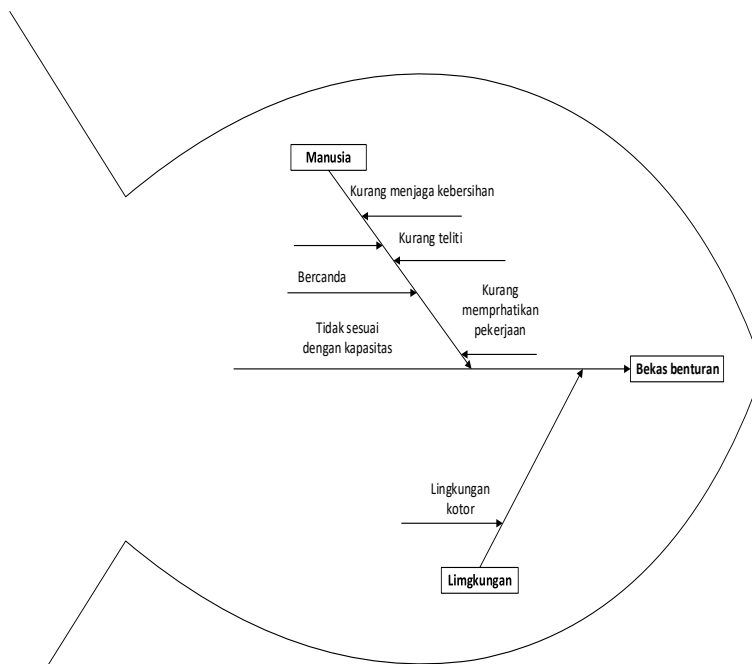 Manusia
Kurang menjaga kebersihan
Kurang teliti
Bercanda
Kurang
memprhatikan
pekerjaan
Tidak sesuai
dengan kapasitas
Bekas benturan
Lingkungan
kotor
Limgkungan